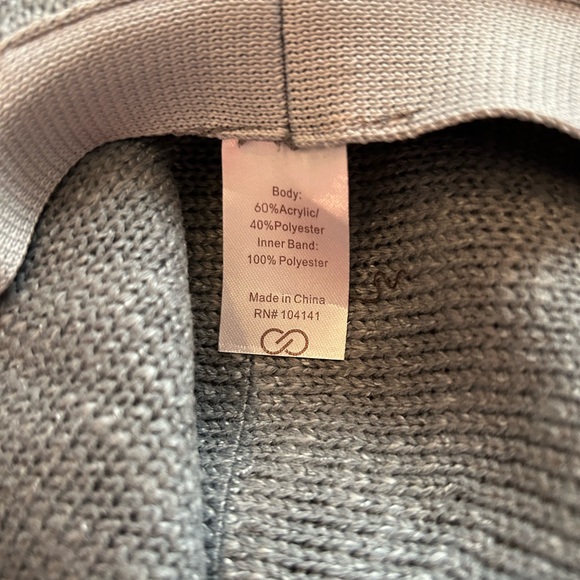 Body:
60%Acrylic/
40%Polyester
Inner Band:
100% Polyester
Made in China
RN# 104141